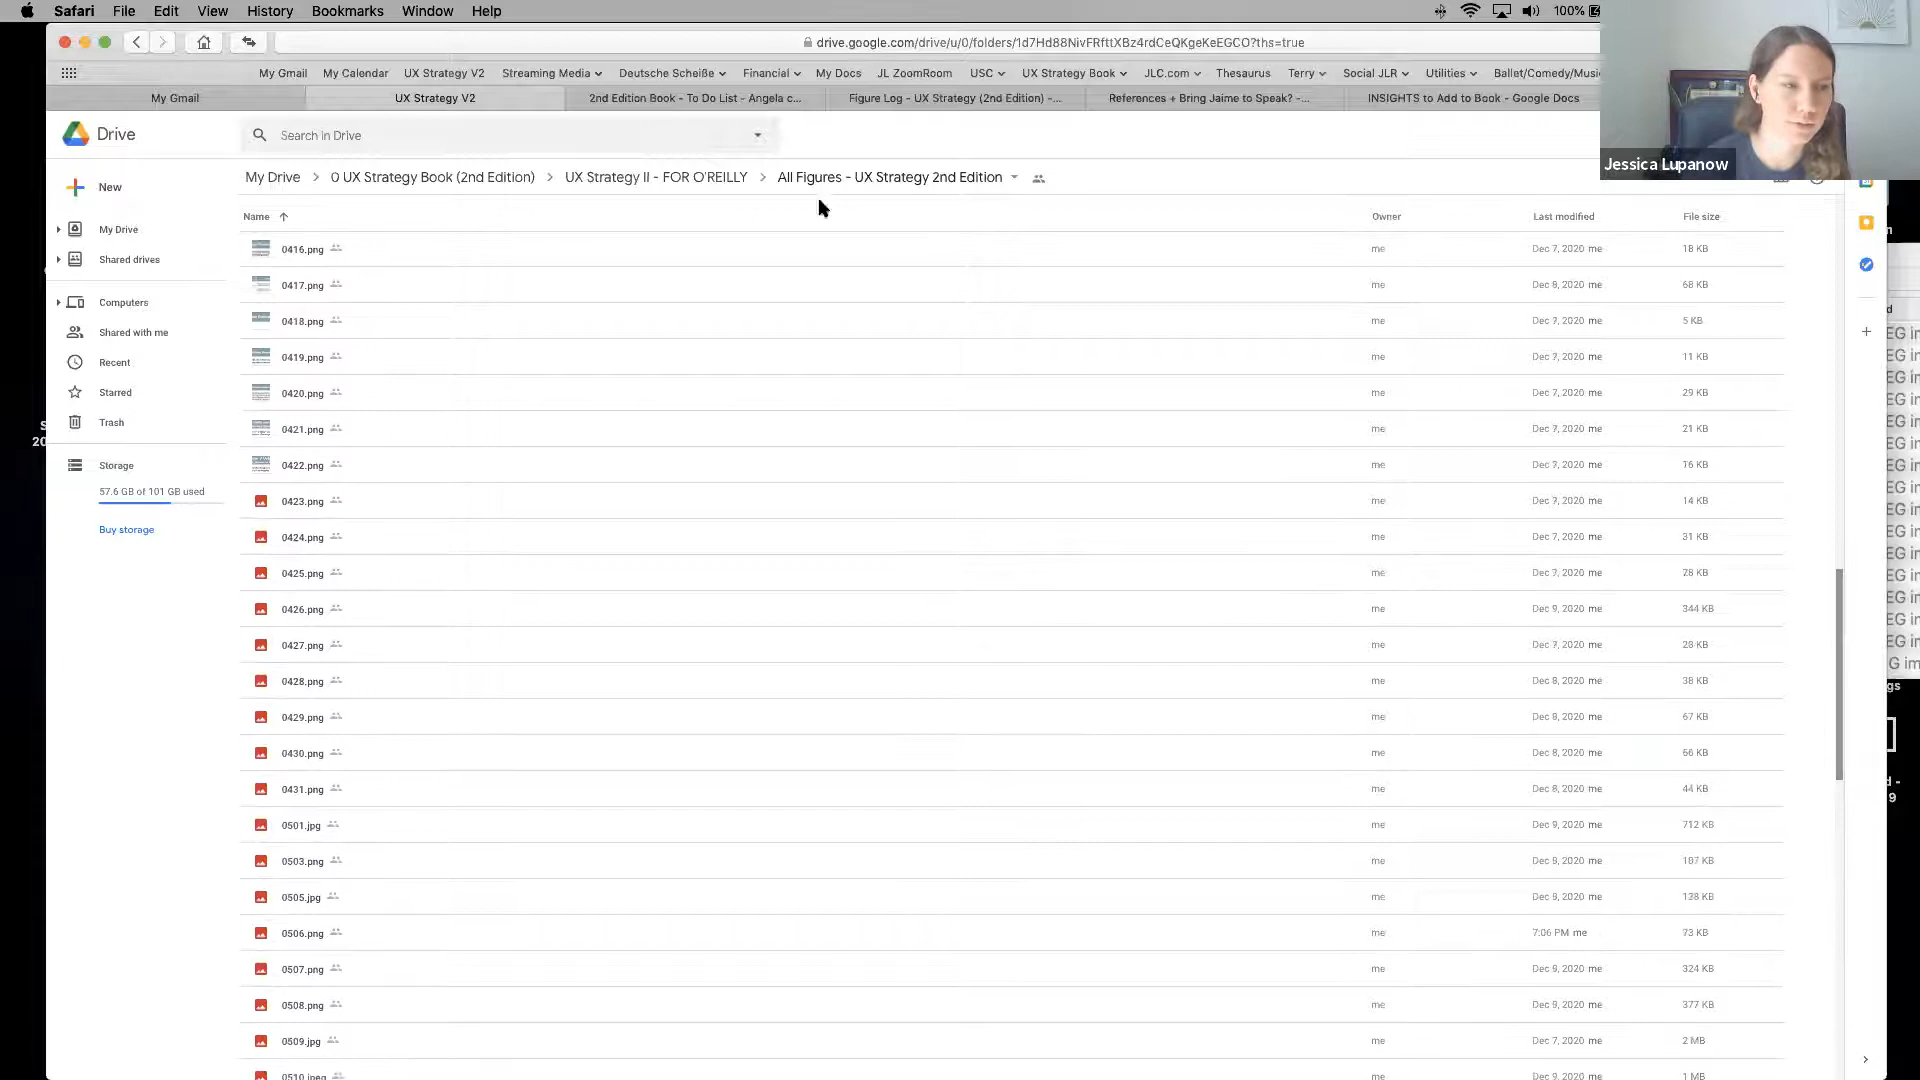 Safari File Edit View History Bookmarks Window Help 100%
drive.google.com/drive/u/0/folders/1d7Hd88NivFRfttXBz4rdCeQKgeKeEGCO?ths=true
My Gmail My Calendar UX Strategy V2 Streaming Media Deutsche Scheiße Financial My Docs JL ZoomRoom USC UX Strategy Book JLC.com Thesaurus Terry Social JLR Utilities Ballet/Comedy/Musi
My Gmail UX Strategy V2 2nd Edition Book - To Do List - Angela c... Figure Log - UX Strategy (2nd Edition) -... References + Bring Jaime to Speak? -... INSIGHTS to Add to Book - Google Docs
Jessica Lupanow
Drive Search in Drive
My Drive > 0 UX Strategy Book (2nd Edition) > UX Strategy II - FOR O'REILLY > All Figures - UX Strategy 2nd Edition
New
My Drive
Shared drives
Computers
Shared with me
Recent
Starred
Trash
Storage
57.6 GB of 101 GB used
Buy storage
Name Owner Last modified File size
0416.png me Dec 7, 2020 me 18 KB
0417.png me Dec 8, 2020 me 68 KB
0418.png me Dec 7, 2020 me 5 KB
0419.png me Dec 7, 2020 me 11 KB
0420.png me Dec 7, 2020 me 29 KB
0421.png me Dec 7, 2020 me 21 KB
0422.png me Dec 7, 2020 me 16 KB
0423.png me Dec 7, 2020 me 14 KB
0424.png me Dec 7, 2020 me 31 KB
0425.png me Dec 7, 2020 me 28 KB
0426.png me Dec 9, 2020 me 344 KB
0427.png me Dec 7, 2020 me 28 KB
0428.png me Dec 8, 2020 me 38 KB
0429.png me Dec 8, 2020 me 67 KB
0430.png me Dec 8, 2020 me 66 KB
0431.png me Dec 8, 2020 me 44 KB
0501.jpg me Dec 9, 2020 me 712 KB
0503.png me Dec 8, 2020 me 187 KB
0505.jpg me Dec 9, 2020 me 138 KB
0506.png me 7:06 PM me 73 KB
0507.png me Dec 9, 2020 me 324 KB
0508.png me Dec 9, 2020 me 377 KB
0509.jpg me Dec 7, 2020 me 2 MB
0510.jpeg me Dec 9, 2020 me 1 MB